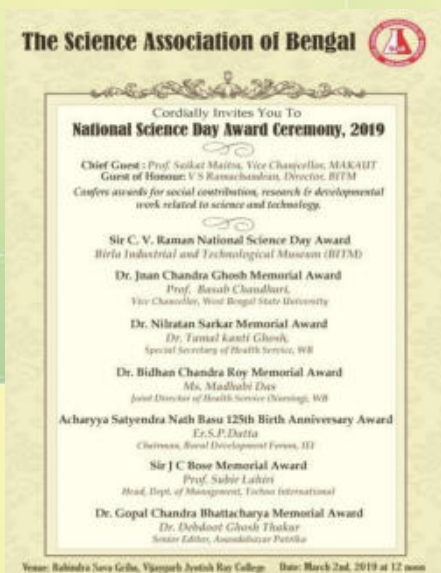 The Science Association of Bengal
Cordially Invites You To
National Science Day Award Ceremony, 2019
Chief Guest : Prof. Saikat Maitra, Vice Chancellor, MAKAUT
Guest of Honour: V S Ramachandran, Director, BITM
Confers awards for social contribution, research & developmental
work related to science and technology.
Sir C. V. Raman National Science Day Award
Birla Industrial and Technological Museum (BITM)
Dr. Jnan Chandra Ghosh Memorial Award
Prof. Basab Chaudhuri,
Vice Chancellor, West Bengal State University
Dr. Nilratan Sarkar Memorial Award
Dr. Tamal kanti Ghosh,
Special Secretary of Health Service, WB
Dr. Bidhan Chandra Roy Memorial Award
Ms. Madhabi Das
Joint Director of Health Service (Nursing), WB
Acharyya Satyendra Nath Basu 125th Birth Anniversary Award
Er.S.P.Datta
Chairman, Rural Development Forum, IEI
Sir J C Bose Memorial Award
Prof. Subir Lahiri
Head, Dept. of Management, Techno International
Dr. Gopal Chandra Bhattacharya Memorial Award
Dr. Debdoot Ghosh Thakur
Senior Editor, Anandabazar Patrika
Venue: Rabindra Sava Griha, Vijaygarh Jyotish Ray College Date: March 2nd, 2019 at 12 noon